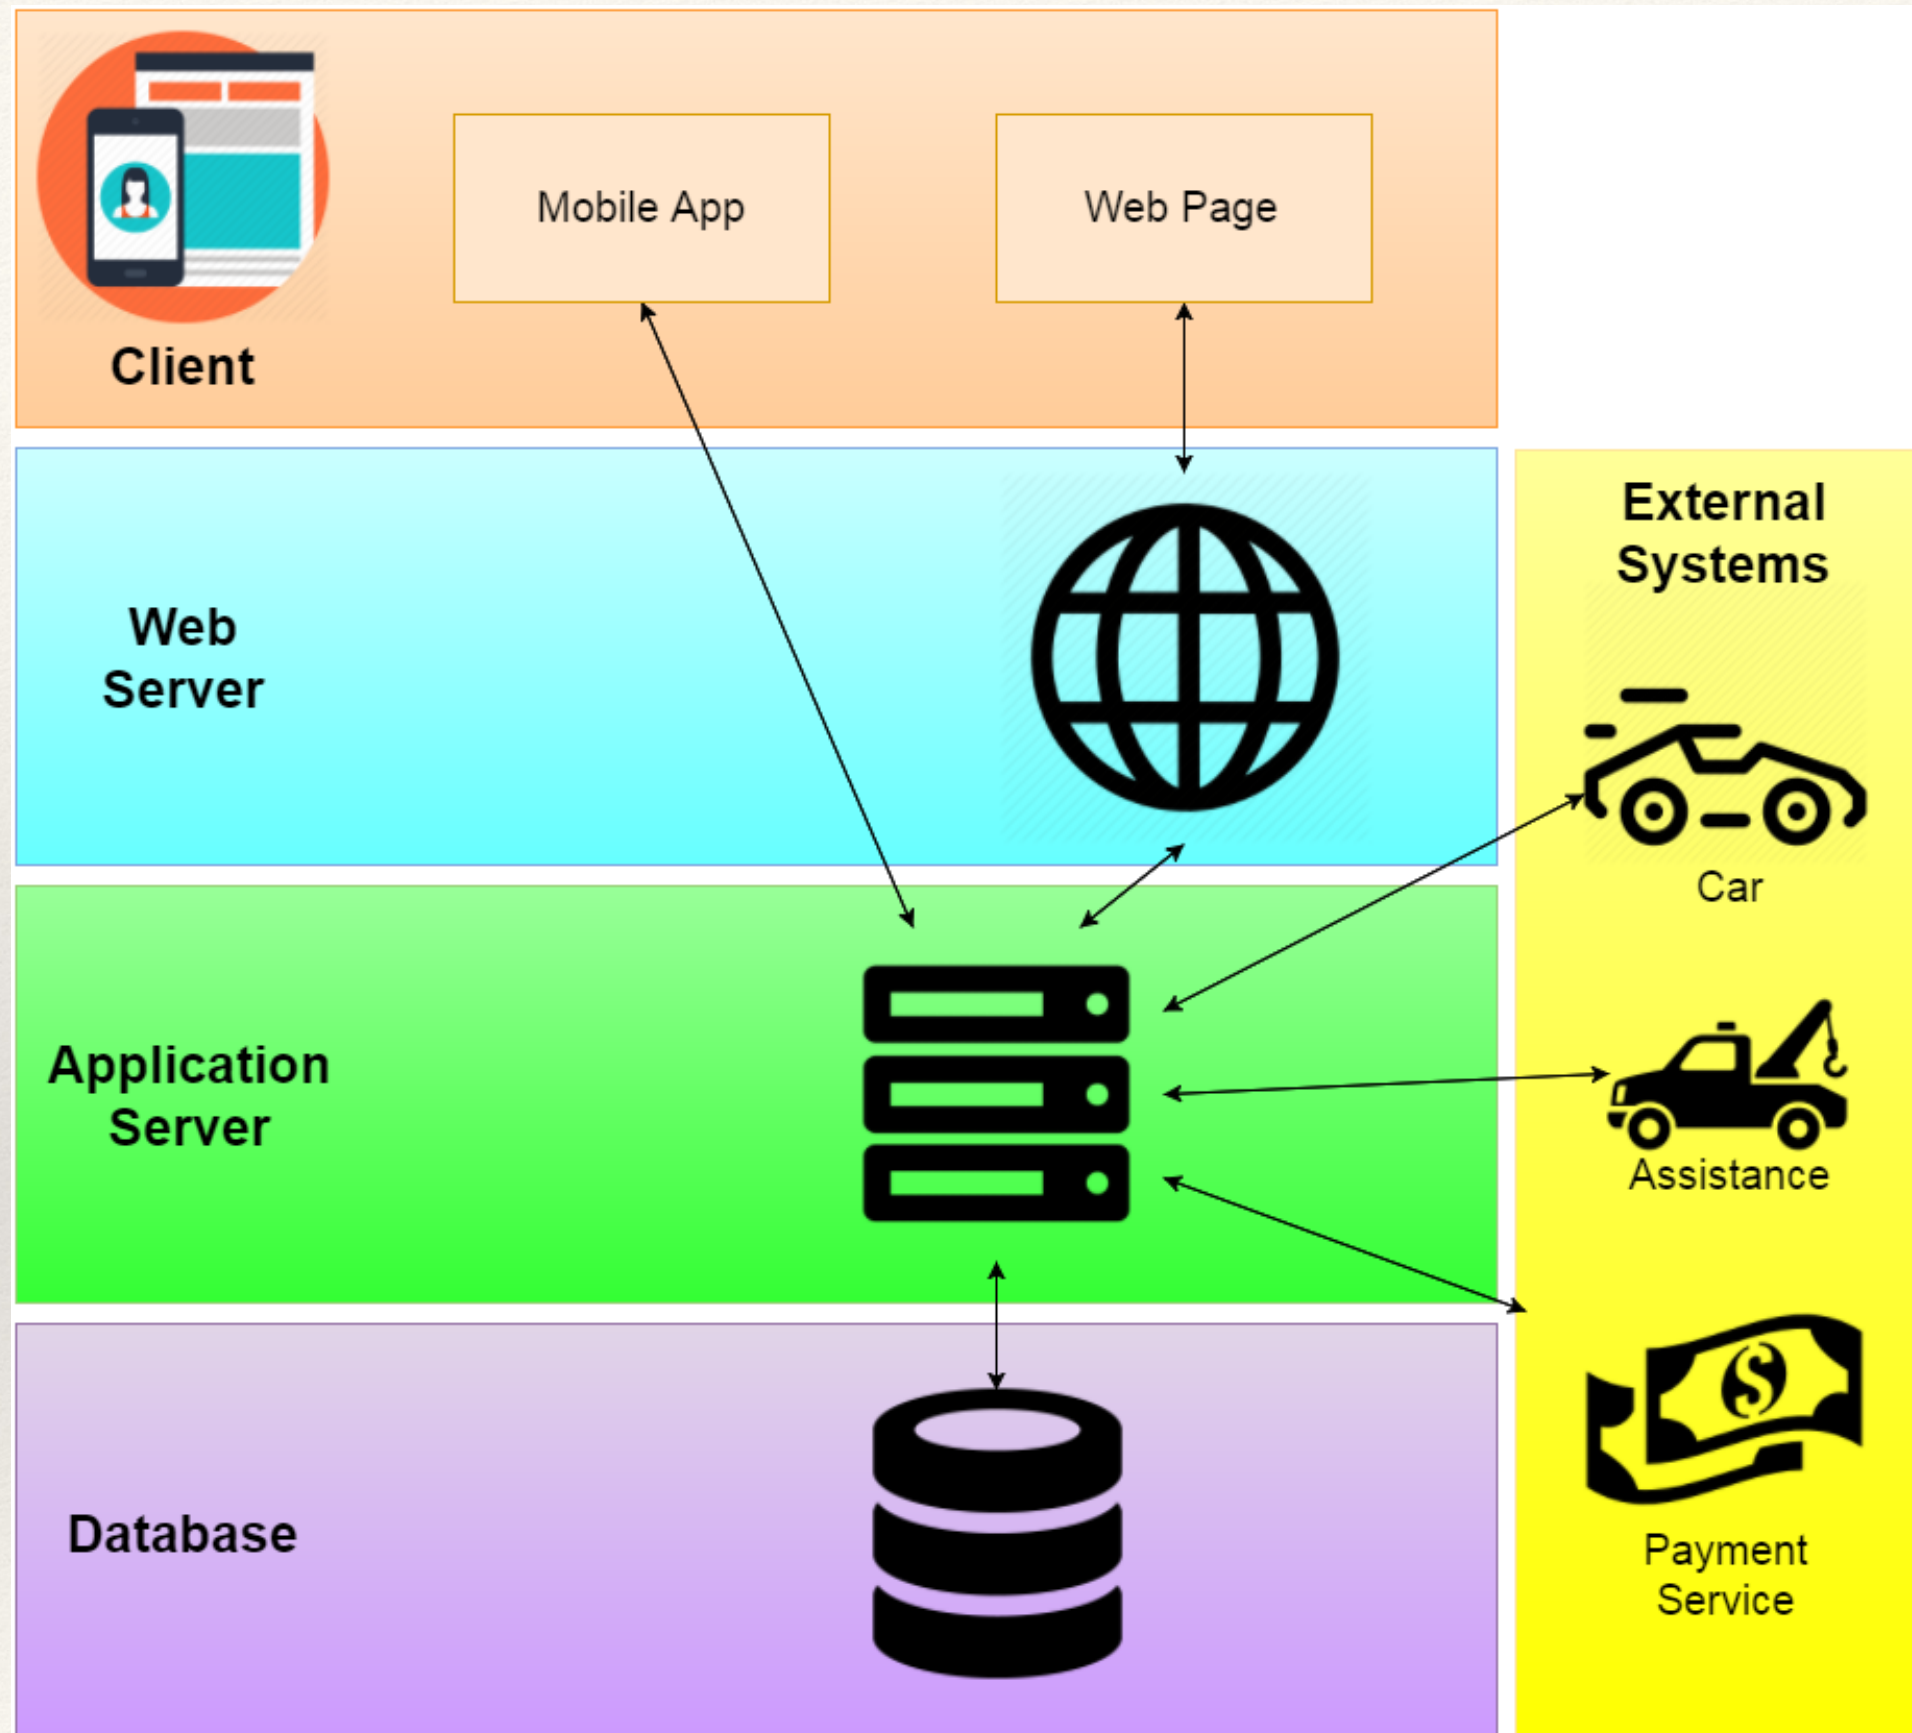 Mobile App
Web Page
Client
Web
Server
External
Systems
Car
Application
Server
Assistance
Database
Payment
Service